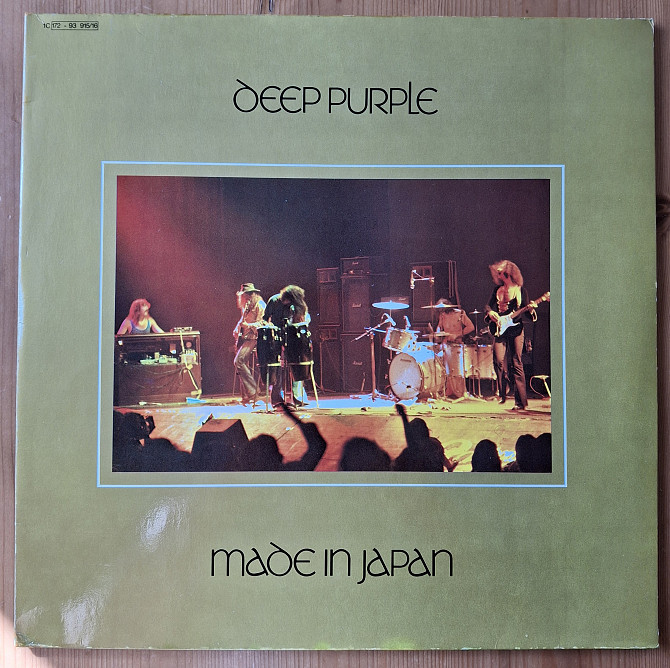 1C 172 - 93 915/16
DEEP PURPLE
MADE IN JAPAN